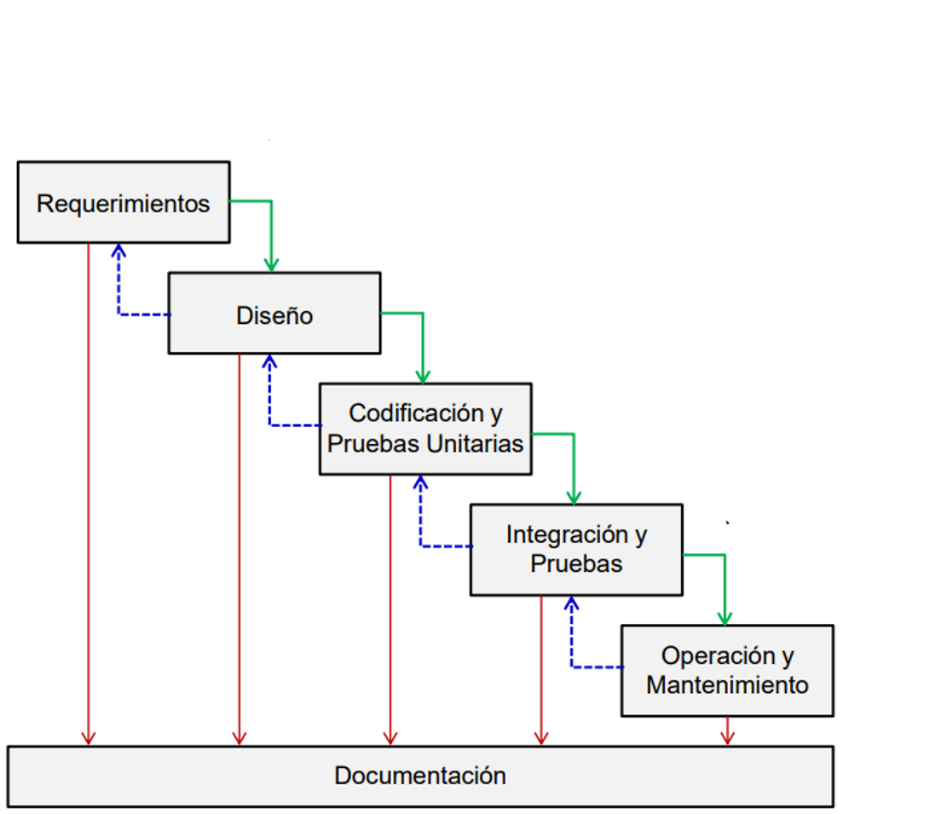 Requerimientos
Diseño
Codificación y
Pruebas Unitarias
Integración y
Pruebas
Operación y
Mantenimiento
Documentación